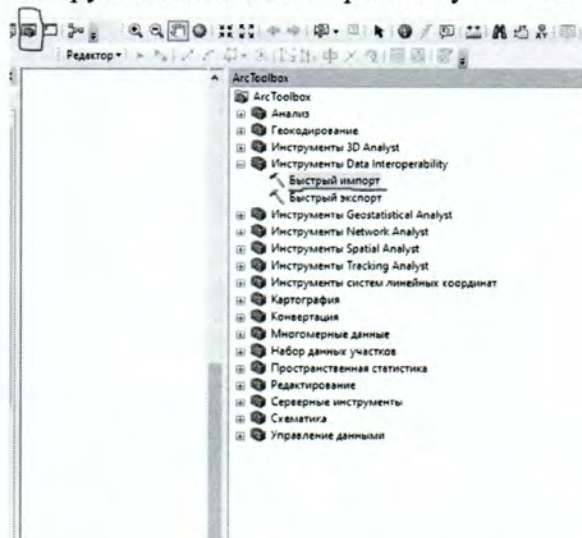 Редактор
ArcToolbox
ArcToolbox
Анализ
Геокодирование
Инструменты 3D Analyst
Инструменты Data Interoperability
Быстрый импорт
Быстрый экспорт
Инструменты Geostatistical Analyst
Инструменты Network Analyst
Инструменты Spatial Analyst
Инструменты Tracking Analyst
Инструменты систем линейных координат
Картография
Конвертация
Многомерные данные
Набор данных участков
Пространственная статистика
Редактирование
Серверные инструменты
Схематика
Управление данными